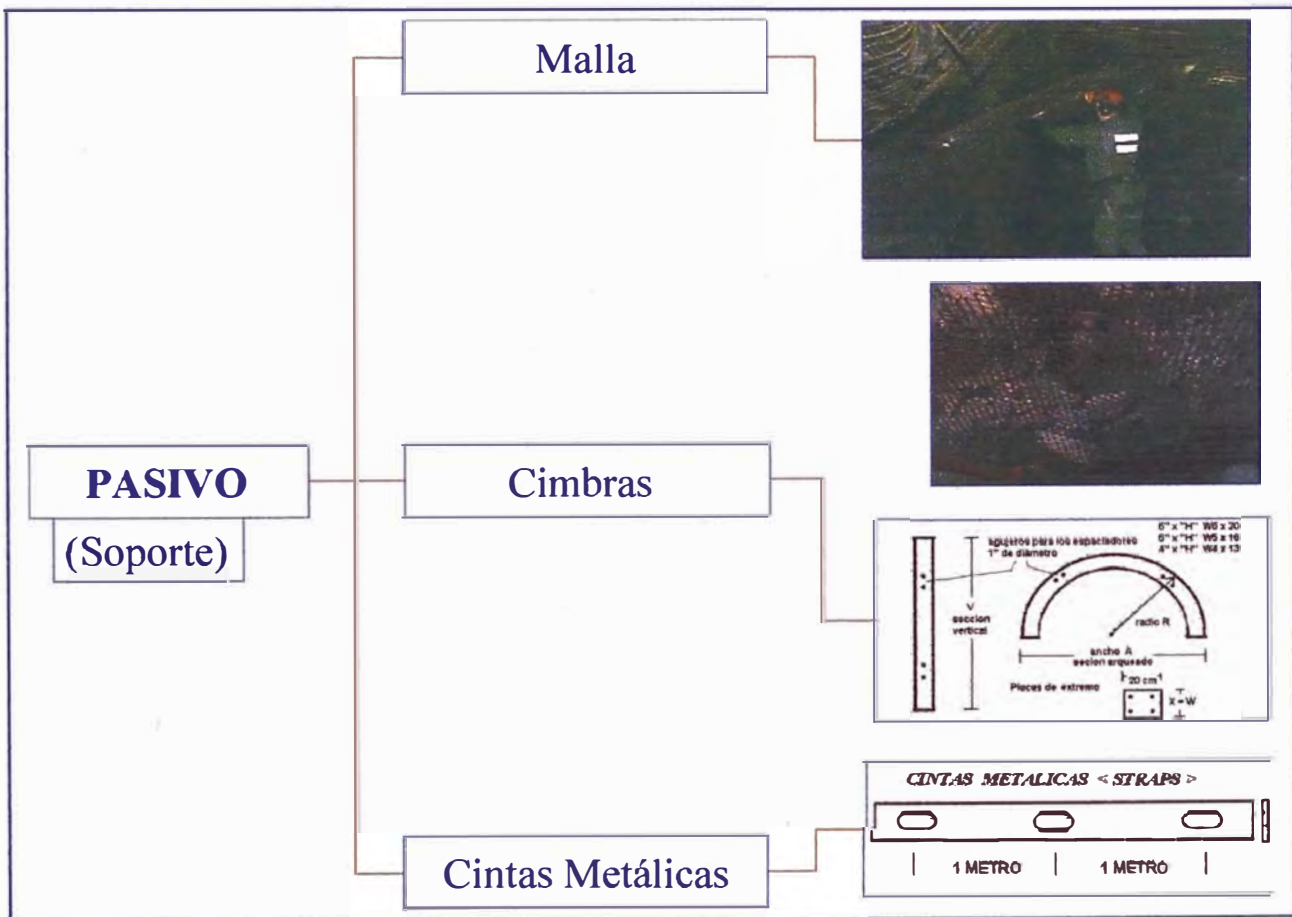 Malla
PASIVO
(Soporte)
Cimbras
agujeros para los espaciadores
1" de diámetro
6" x "H" W6 x 20
6" x "H" W5 x 16
4" x "H" W4 x 13
V
seccion
vertical
radio R
ancho A
secion arqueado
20 cm
Placas de extremo
X = W
CINTAS METALICAS < STRAPS >
1 METRO 1 METRO
Cintas Metálicas